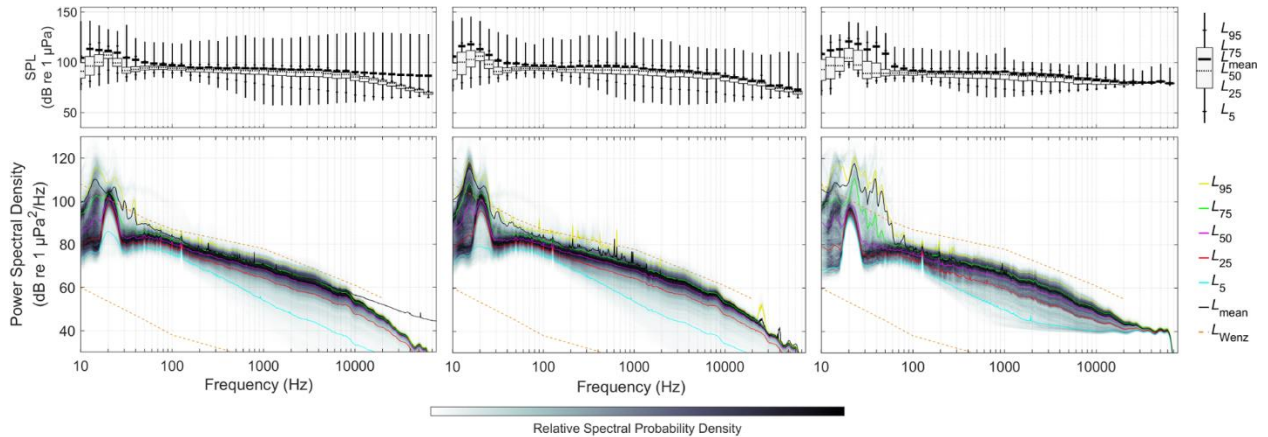 150
100
50
SPL
(dB re 1 µPa)
L95
L75
Lmean
L50
L25
L5
120
100
80
60
40
Power Spectral Density
(dB re 1 µPa²/Hz)
L95
L75
L50
L25
L5
Lmean
LWenz
10 100 1000 10000
10 100 1000 10000
10 100 1000 10000
Frequency (Hz)
Frequency (Hz)
Relative Spectral Probability Density